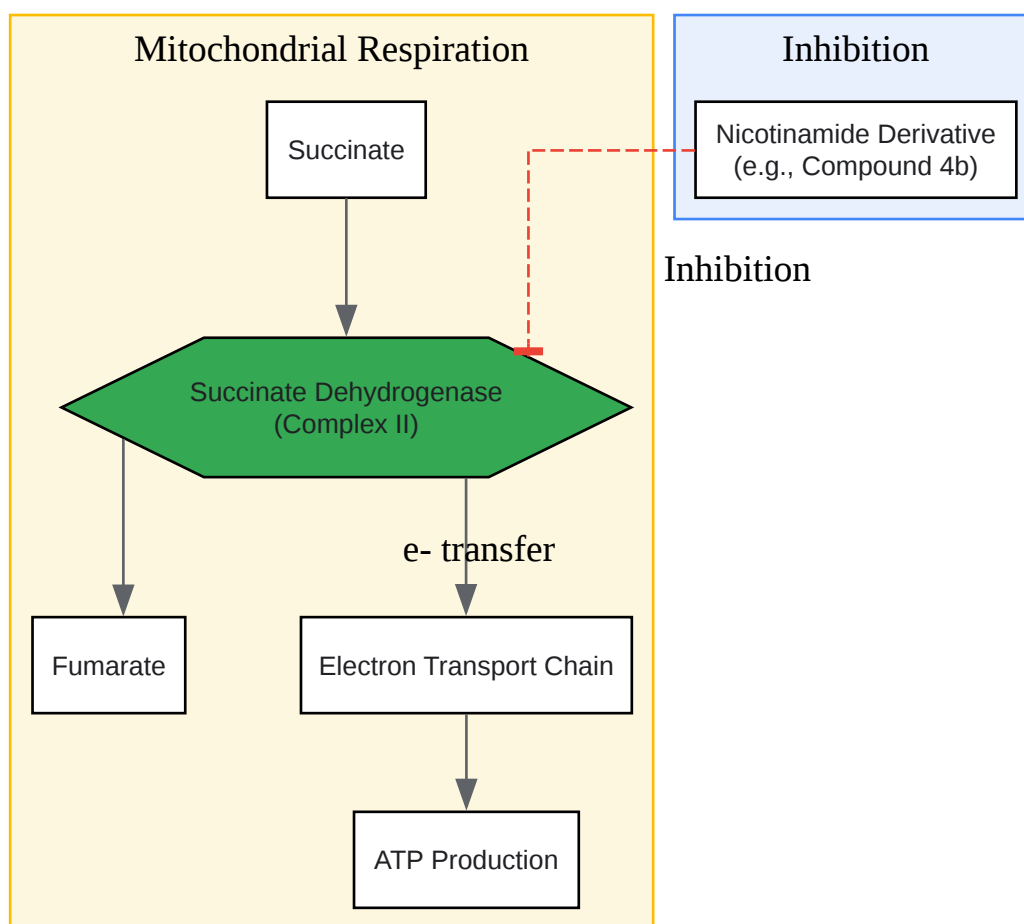 Mitochondrial Respiration
Inhibition
Succinate
Nicotinamide Derivative
(e.g., Compound 4b)
Inhibition
Succinate Dehydrogenase
(Complex II)
e- transfer
Fumarate
Electron Transport Chain
ATP Production